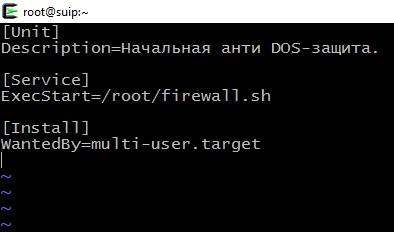 root@suip:~
[Unit]
Description=Начальная анти DOS-защита.
[Service]
ExecStart=/root/firewall.sh
[Install]
WantedBy=multi-user.target
~
~
~
~